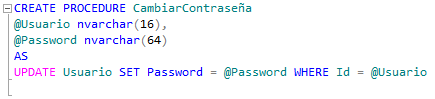 CREATE PROCEDURE CambiarContraseña
@Usuario nvarchar(16),
@Password nvarchar(64)
AS
UPDATE Usuario SET Password = @Password WHERE Id = @Usuario